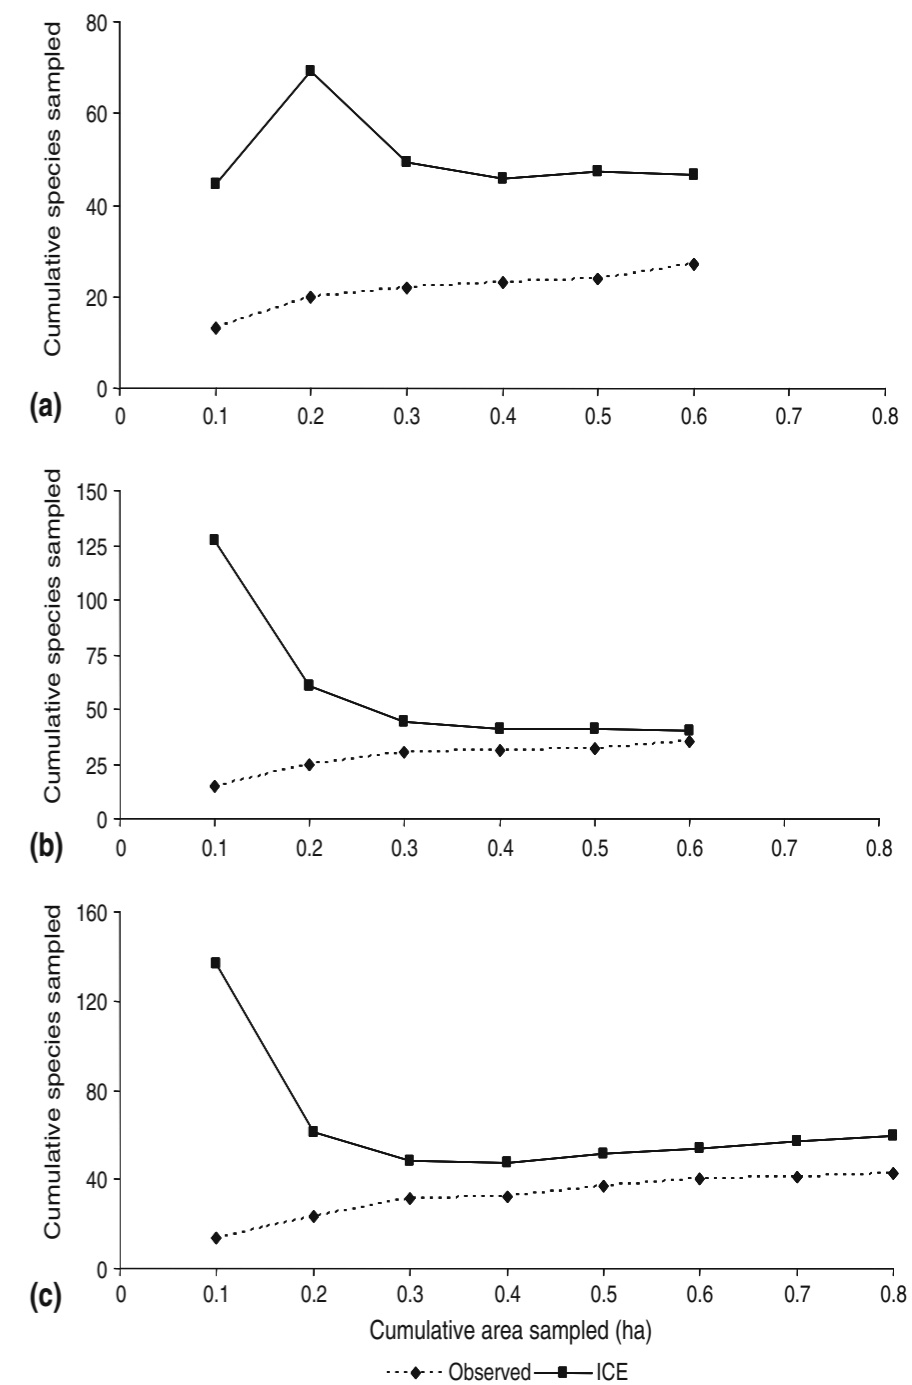 Cumulative species sampled
80
60
40
20
0
0 0.1 0.2 0.3 0.4 0.5 0.6 0.7 0.8
(a)
Cumulative species sampled
150
125
100
75
50
25
0
0 0.1 0.2 0.3 0.4 0.5 0.6 0.7 0.8
(b)
Cumulative species sampled
160
120
80
40
0
0 0.1 0.2 0.3 0.4 0.5 0.6 0.7 0.8
(c)
Cumulative area sampled (ha)
Observed ICE